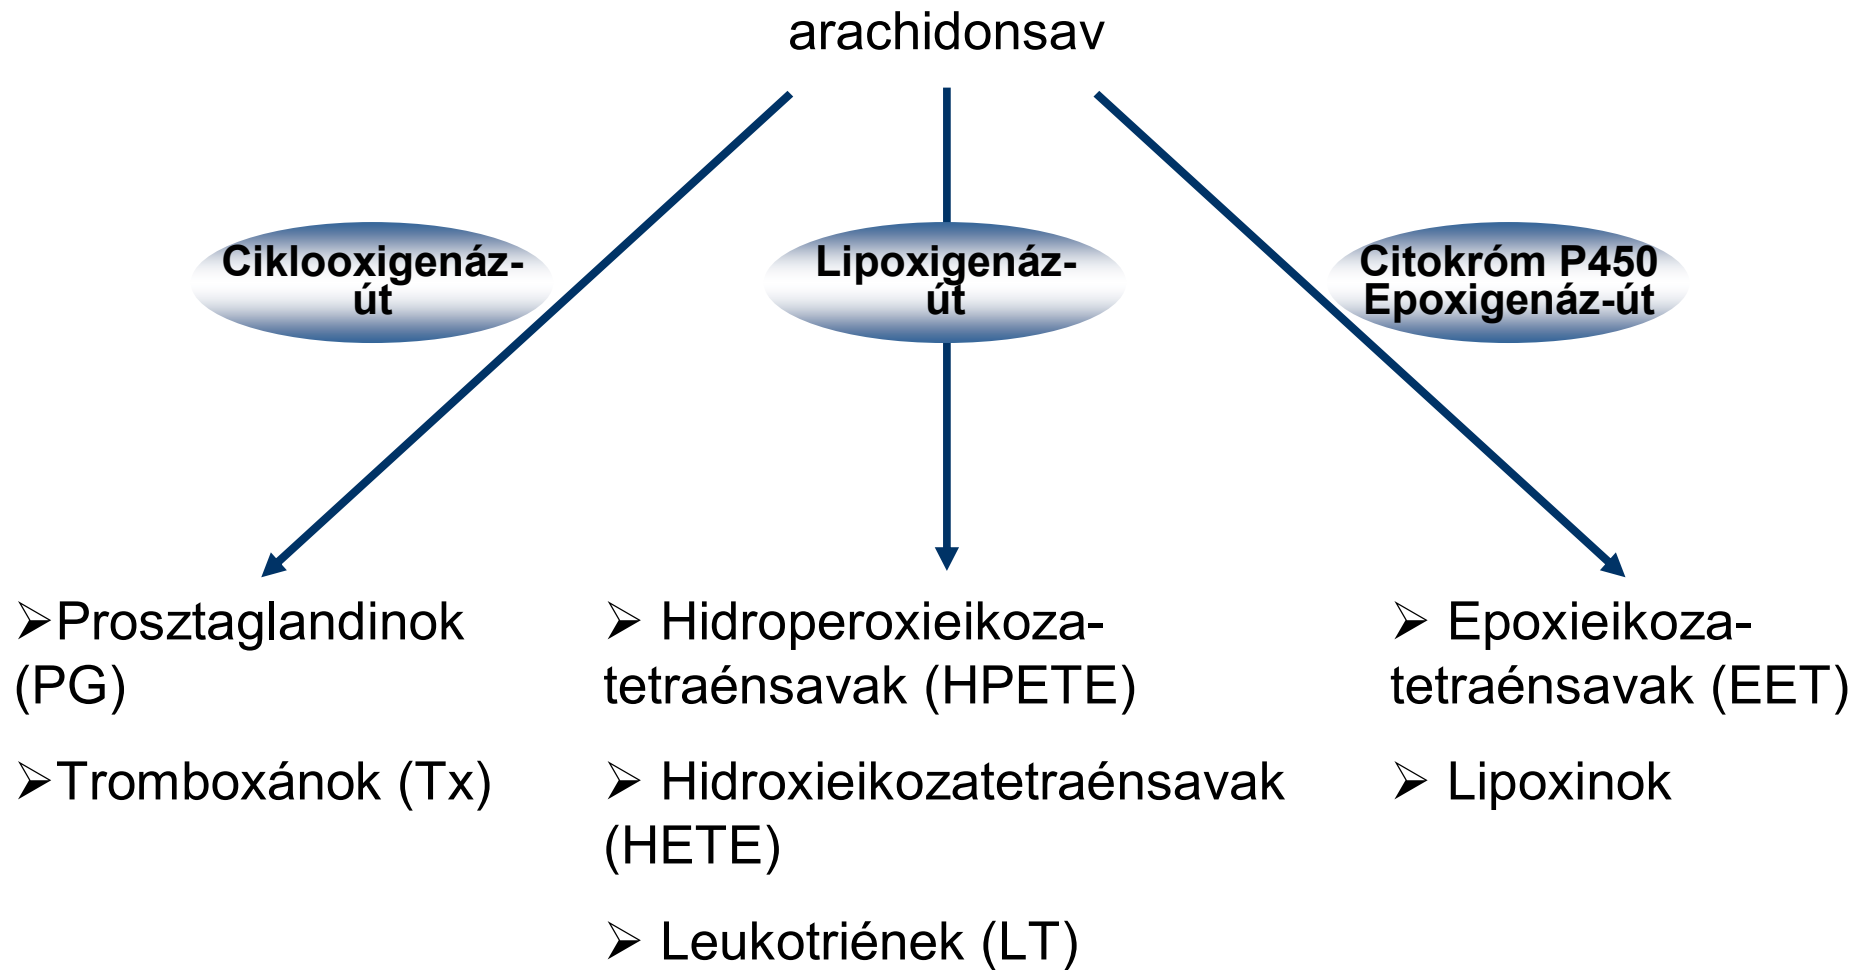 arachidonsav
Ciklooxigenáz-
út
Lipoxigenáz-
út
Citokróm P450
Epoxigenáz-út
➢Prosztaglandinok
(PG)
➢Tromboxánok (Tx)
➢ Hidroperoxieikoza-
tetraénsavak (HPETE)
➢ Hidroxieikozatetraénsavak
(HETE)
➢ Leukotriének (LT)
➢ Epoxieikoza-
tetraénsavak (EET)
➢ Lipoxinok